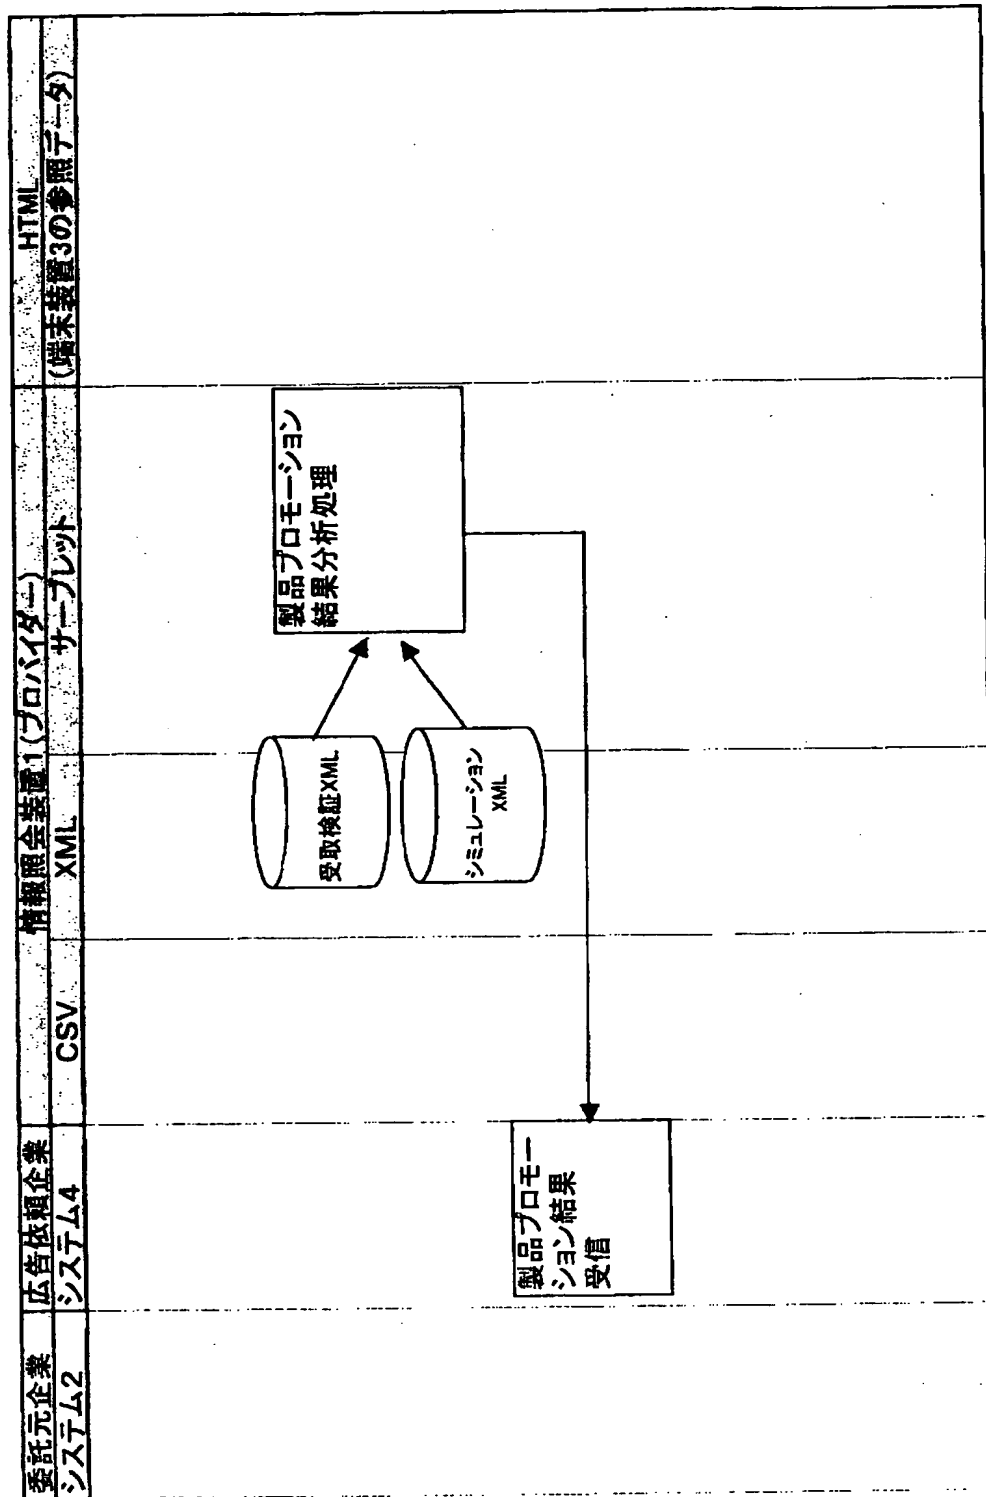 委託元企業
広告依頼企業
情報照会装置1(プロバイダー)
HTML
システム2
システム4
CSV
XML
サーブレット
(端末装置3の参照データ)
受取検証XML
シミュレーション
XML
製品プロモーション
結果分析処理
製品プロモー
ション結果
受信